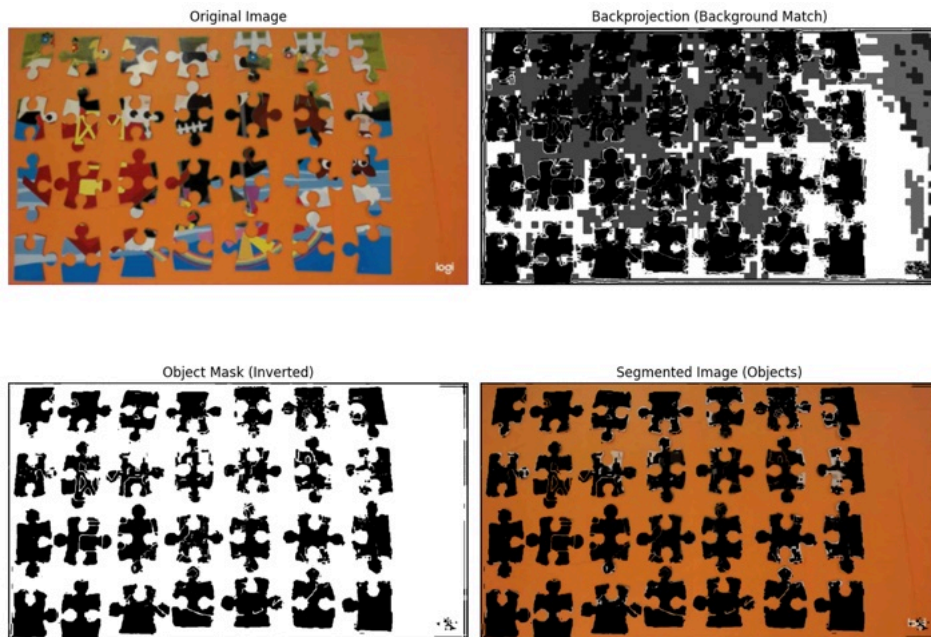 Original Image
Backprojection (Background Match)
logi
Object Mask (Inverted)
Segmented Image (Objects)